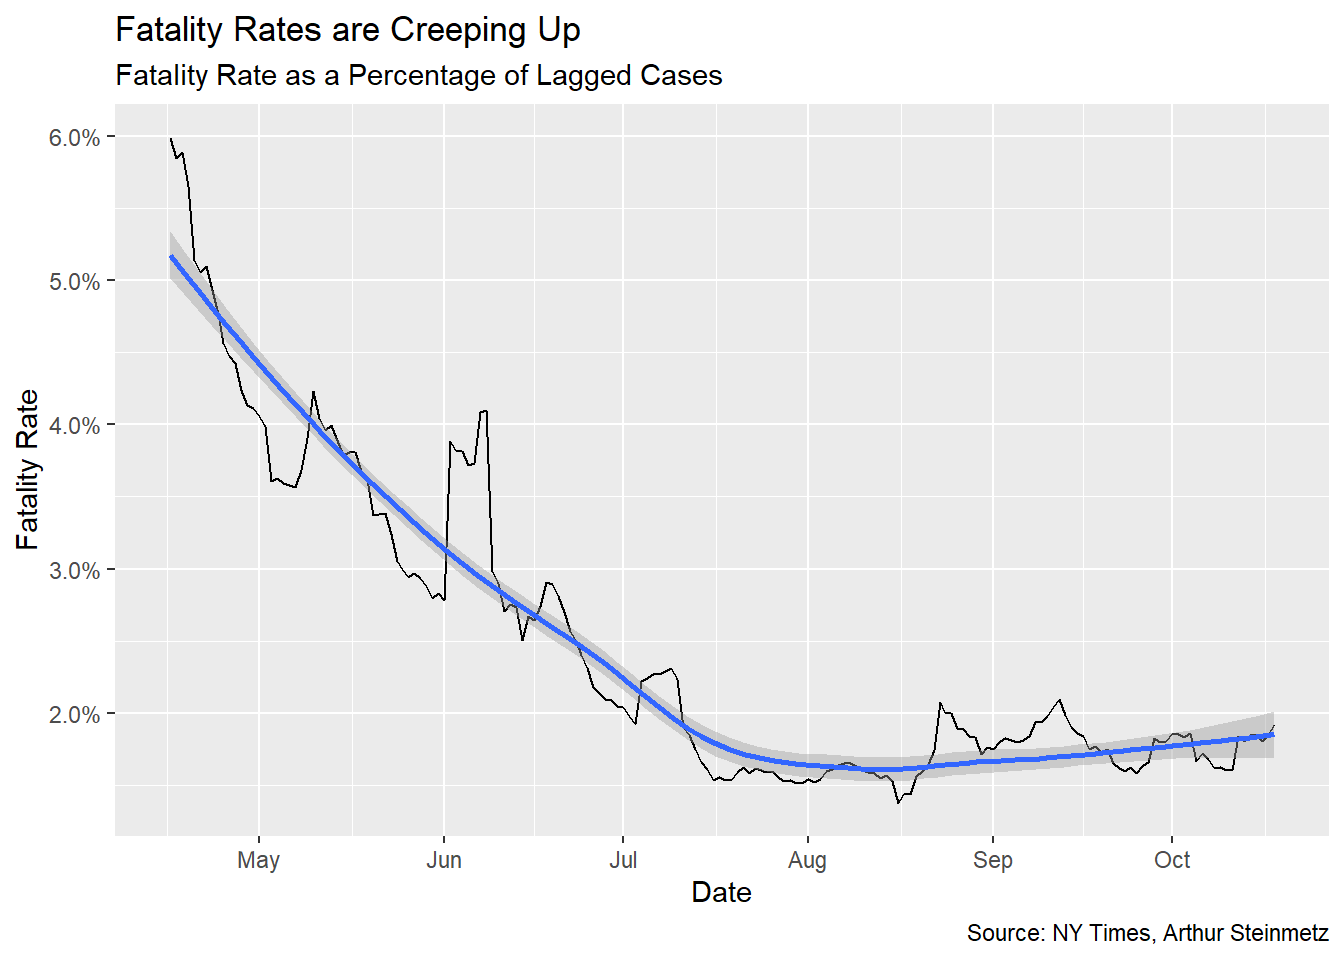 Fatality Rates are Creeping Up
Fatality Rate as a Percentage of Lagged Cases
6.0%
5.0%
4.0%
3.0%
2.0%
Fatality Rate
May Jun Jul Aug Sep Oct
Date
Source: NY Times, Arthur Steinmetz